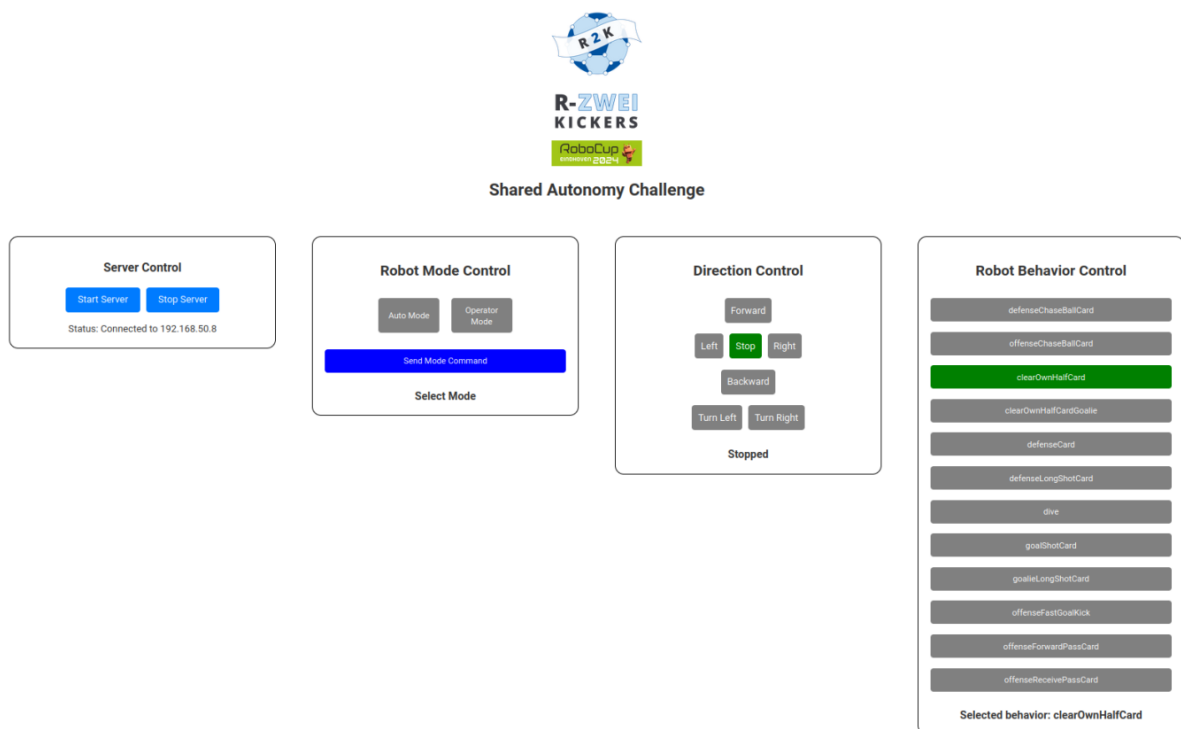 R2K
R-ZWEI
KICKERS
RoboCup
EINDHOVEN 2024
Shared Autonomy Challenge
Server Control
Start Server Stop Server
Status: Connected to 192.168.50.8
Robot Mode Control
Auto Mode Operator
Mode
Send Mode Command
Select Mode
Direction Control
Forward
Left Stop Right
Backward
Turn Left Turn Right
Stopped
Robot Behavior Control
defenseChaseBallCard
offenseChaseBallCard
clearOwnHalfCard
clearOwnHalfCardGoalie
defenseCard
defenseLongShotCard
dive
goalShotCard
goalieLongShotCard
offenseFastGoalKick
offenseForwardPassCard
offenseReceivePassCard
Selected behavior: clearOwnHalfCard